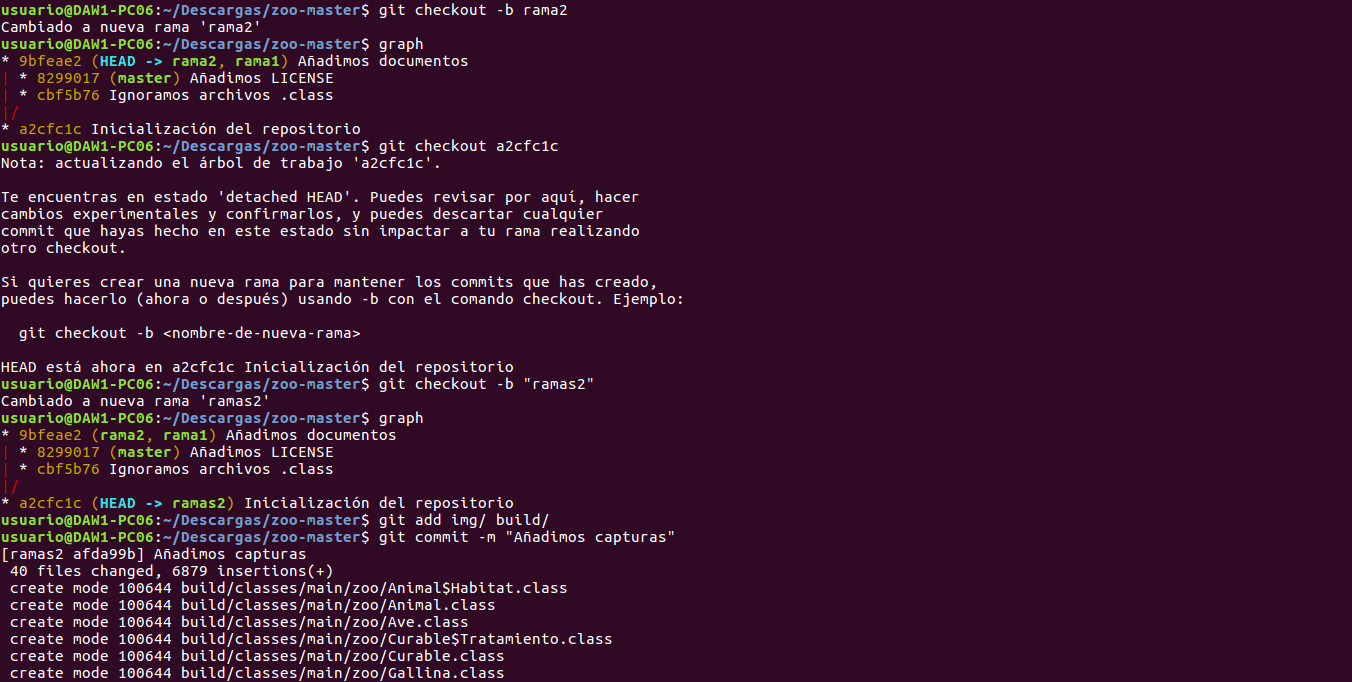 usuario@DAW1-PC06:~/Descargas/zoo-master$ git checkout -b rama2
Cambiado a nueva rama 'rama2'
usuario@DAW1-PC06:~/Descargas/zoo-master$ graph
* 9bfeae2 (HEAD -> rama2, rama1) Añadimos documentos
| * 8299017 (master) Añadimos LICENSE
| * cbf5b76 Ignoramos archivos .class
|/
* a2cfc1c Inicialización del repositorio
usuario@DAW1-PC06:~/Descargas/zoo-master$ git checkout a2cfc1c
Nota: actualizando el árbol de trabajo 'a2cfc1c'.

Te encuentras en estado 'detached HEAD'. Puedes revisar por aquí, hacer
cambios experimentales y confirmarlos, y puedes descartar cualquier
commit que hayas hecho en este estado sin impactar a tu rama realizando
otro checkout.

Si quieres crear una nueva rama para mantener los commits que has creado,
puedes hacerlo (ahora o después) usando -b con el comando checkout. Ejemplo:

  git checkout -b <nombre-de-nueva-rama>

HEAD está ahora en a2cfc1c Inicialización del repositorio
usuario@DAW1-PC06:~/Descargas/zoo-master$ git checkout -b "ramas2"
Cambiado a nueva rama 'ramas2'
usuario@DAW1-PC06:~/Descargas/zoo-master$ graph
* 9bfeae2 (rama2, rama1) Añadimos documentos
| * 8299017 (master) Añadimos LICENSE
| * cbf5b76 Ignoramos archivos .class
|/
* a2cfc1c (HEAD -> ramas2) Inicialización del repositorio
usuario@DAW1-PC06:~/Descargas/zoo-master$ git add img/ build/
usuario@DAW1-PC06:~/Descargas/zoo-master$ git commit -m "Añadimos capturas"
[ramas2 afda99b] Añadimos capturas
 40 files changed, 6879 insertions(+)
 create mode 100644 build/classes/main/zoo/Animal$Habitat.class
 create mode 100644 build/classes/main/zoo/Animal.class
 create mode 100644 build/classes/main/zoo/Ave.class
 create mode 100644 build/classes/main/zoo/Curable$Tratamiento.class
 create mode 100644 build/classes/main/zoo/Curable.class
 create mode 100644 build/classes/main/zoo/Gallina.class